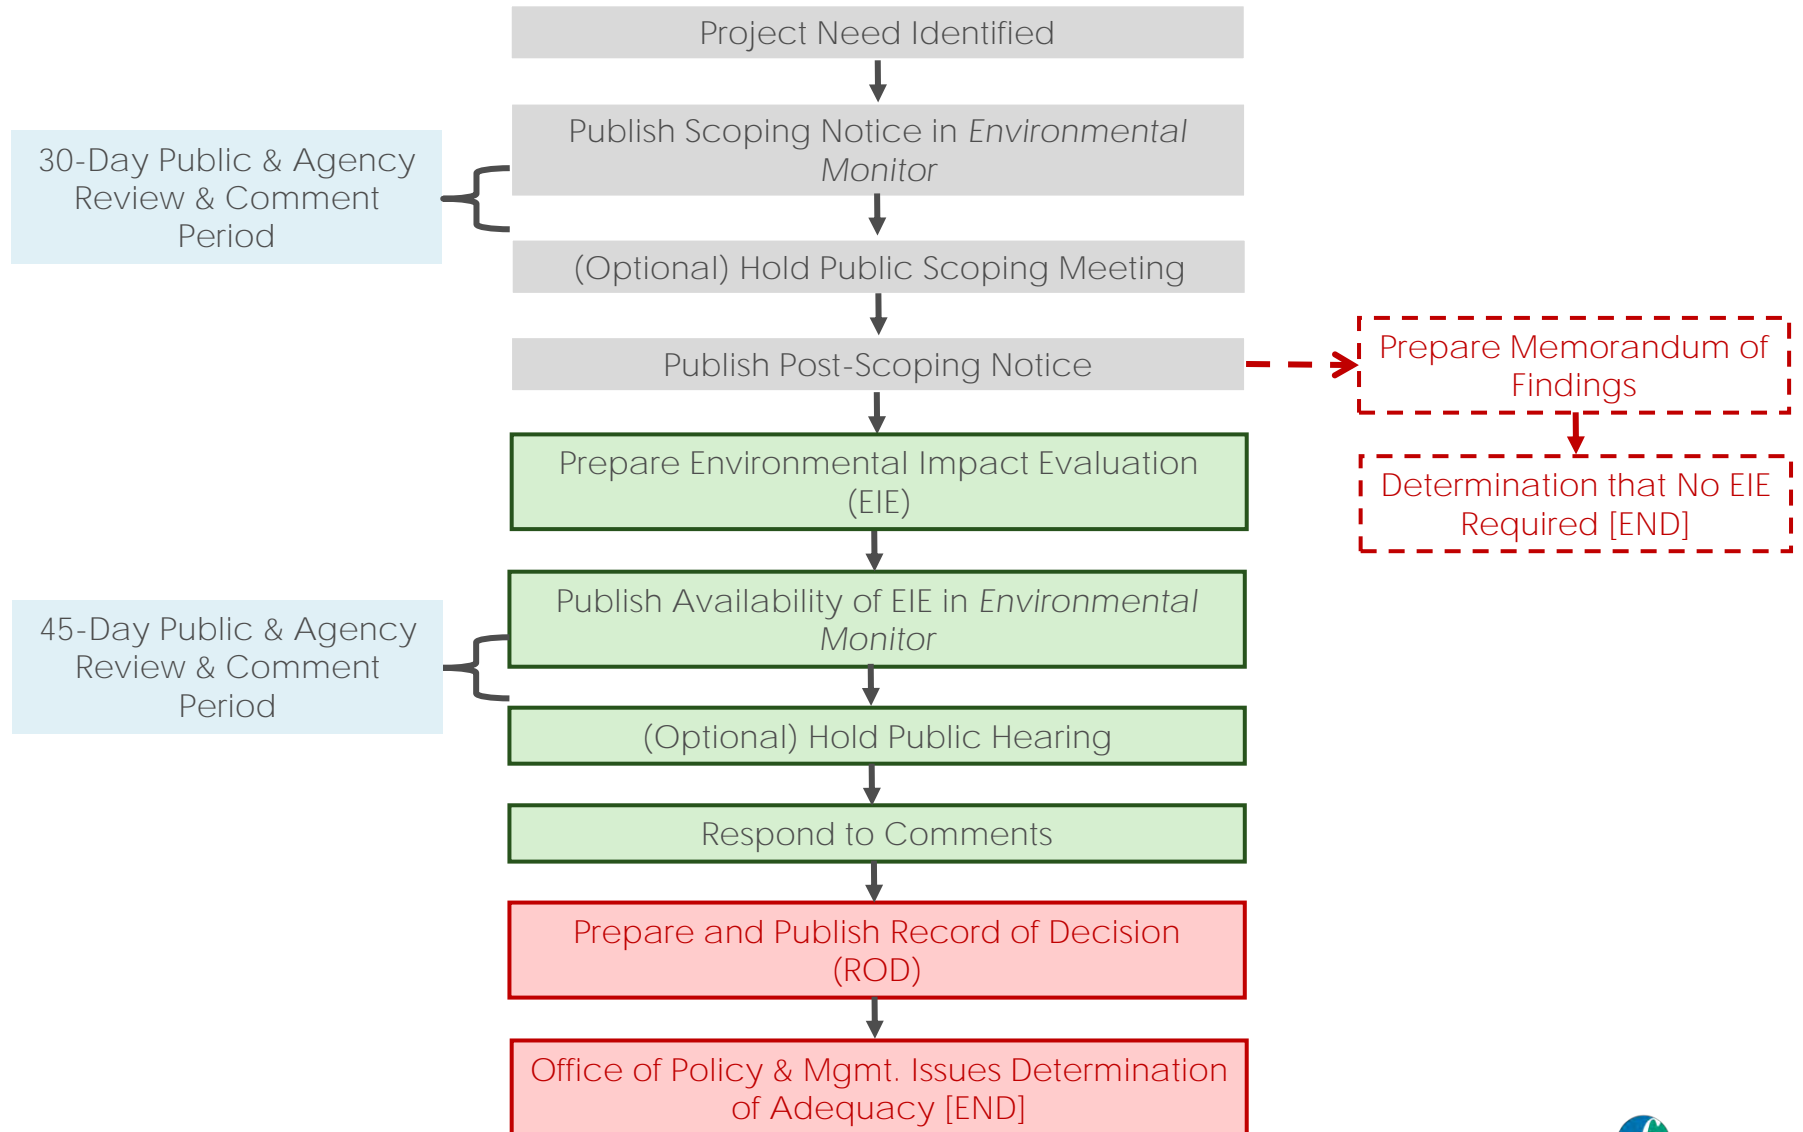 Project Need Identified
Publish Scoping Notice in Environmental
Monitor
30-Day Public & Agency
Review & Comment
Period
(Optional) Hold Public Scoping Meeting
Publish Post-Scoping Notice
Prepare Memorandum of
Findings
Determination that No EIE
Required [END]
Prepare Environmental Impact Evaluation
(EIE)
Publish Availability of EIE in Environmental
Monitor
45-Day Public & Agency
Review & Comment
Period
(Optional) Hold Public Hearing
Respond to Comments
Prepare and Publish Record of Decision
(ROD)
Office of Policy & Mgmt. Issues Determination
of Adequacy [END]